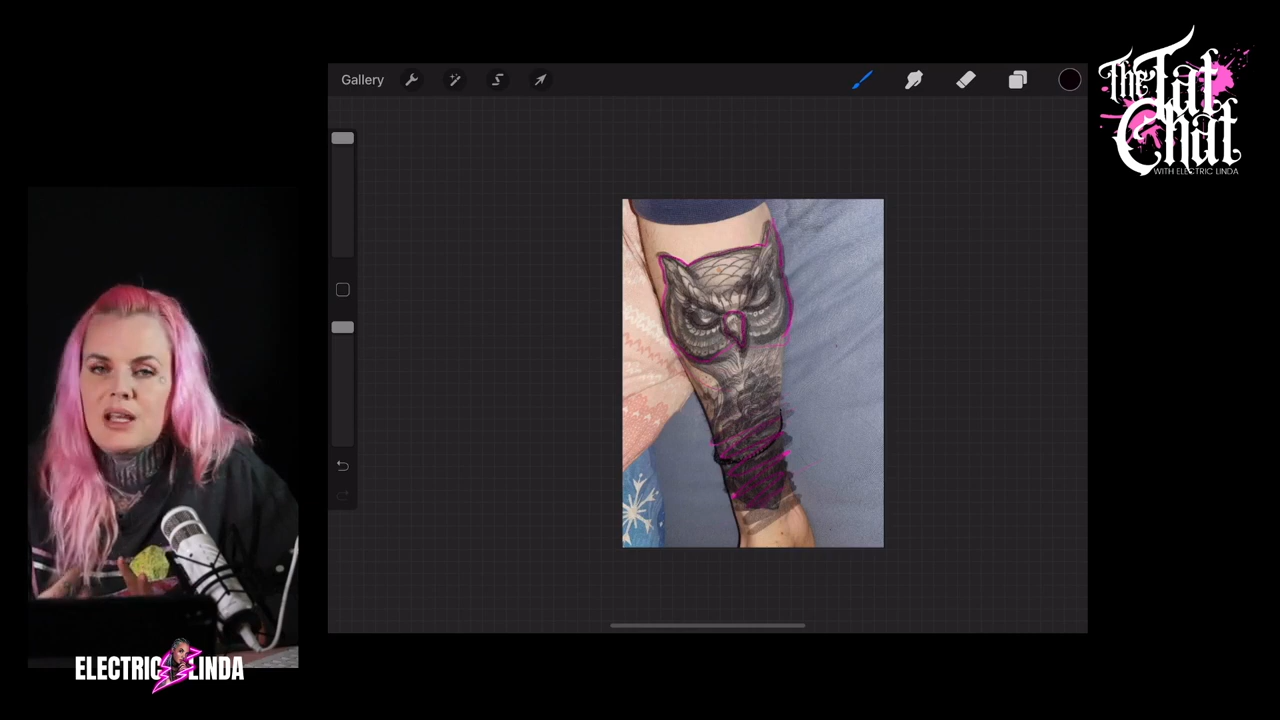 Gallery
The
Tat
Chat
WITH ELECTRIC LINDA
ELECTRIC LINDA